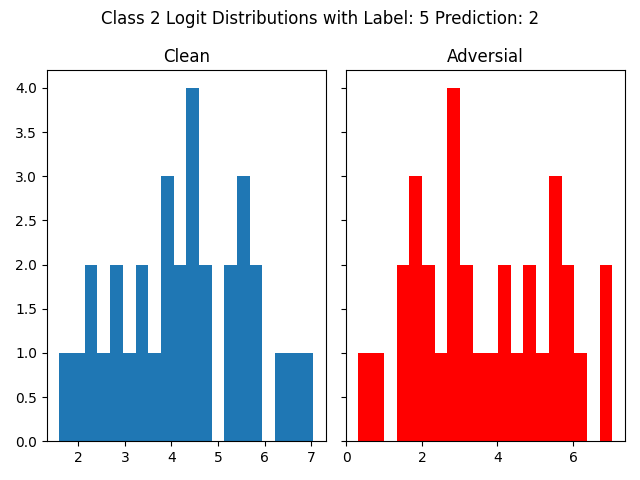 Class 2 Logit Distributions with Label: 5 Prediction: 2
Clean
Adversial
4.0
3.5
3.0
2.5
2.0
1.5
1.0
0.5
0.0
2 3 4 5 6 7
0 2 4 6